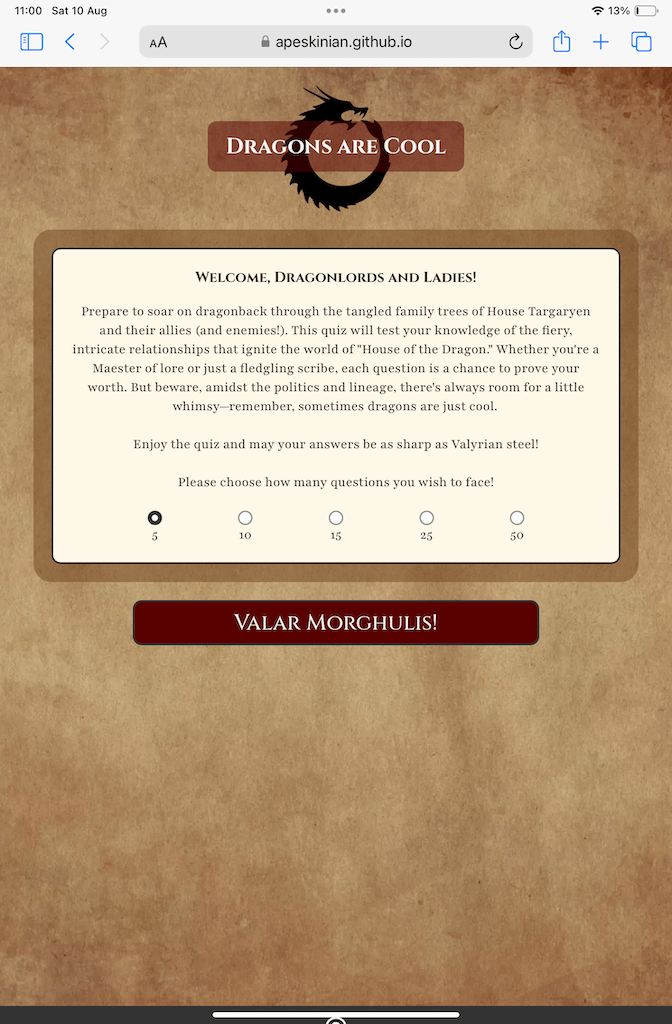 11:00 Sat 10 Aug 13%
AA apeskinian.github.io
Dragons are Cool
Welcome, Dragonlords and Ladies!
Prepare to soar on dragonback through the tangled family trees of House Targaryen
and their allies (and enemies!). This quiz will test your knowledge of the fiery,
intricate relationships that ignite the world of "House of the Dragon." Whether you're a
Maester of lore or just a fledgling scribe, each question is a chance to prove your
worth. But beware, amidst the politics and lineage, there's always room for a little
whimsy—remember, sometimes dragons are just cool.
Enjoy the quiz and may your answers be as sharp as Valyrian steel!
Please choose how many questions you wish to face!
5 10 15 25 50
Valar Morghulis!